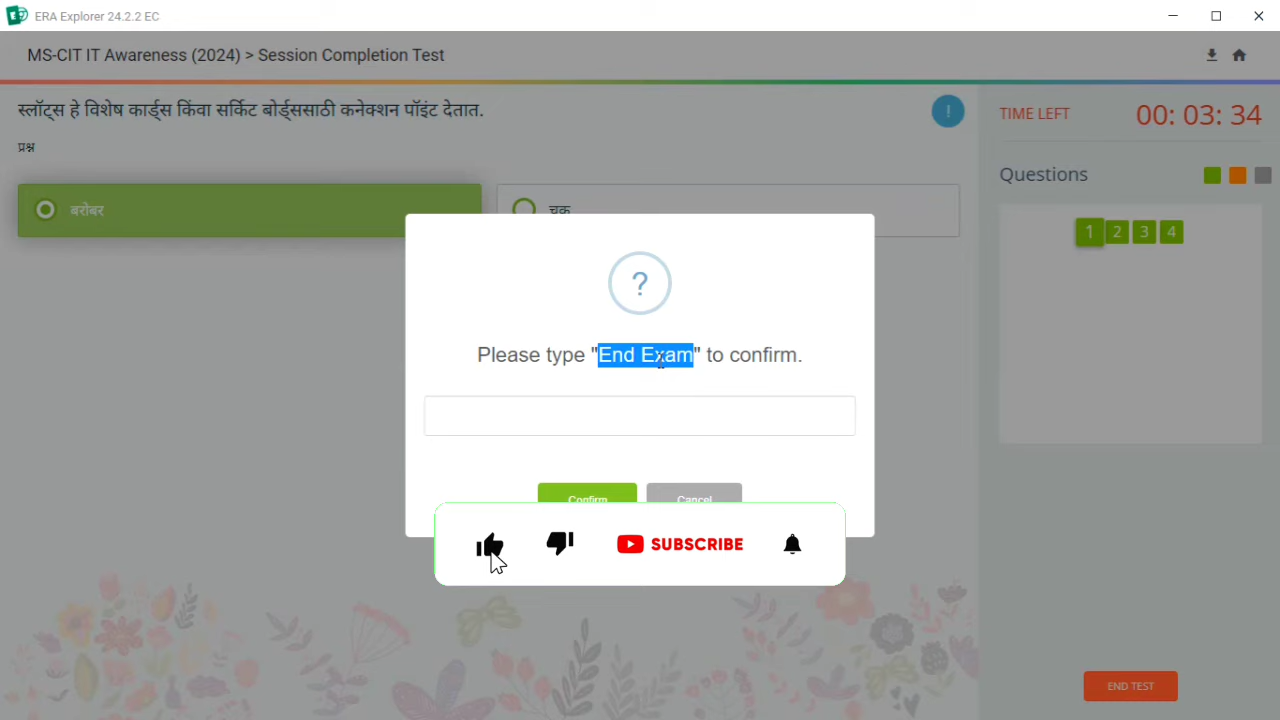 ERA Explorer 24.2.2 EC
MS-CIT IT Awareness (2024) > Session Completion Test
स्लॉट्स हे विशेष कार्ड्स किंवा सर्किट बोर्ड्ससाठी कनेक्शन पॉइंट देतात.
!
TIME LEFT
00: 03: 34
प्रश्न
Questions
बरोबर
चूक
1 2 3 4
?
Please type "End Exam" to confirm.
Confirm
Cancel
SUBSCRIBE
END TEST